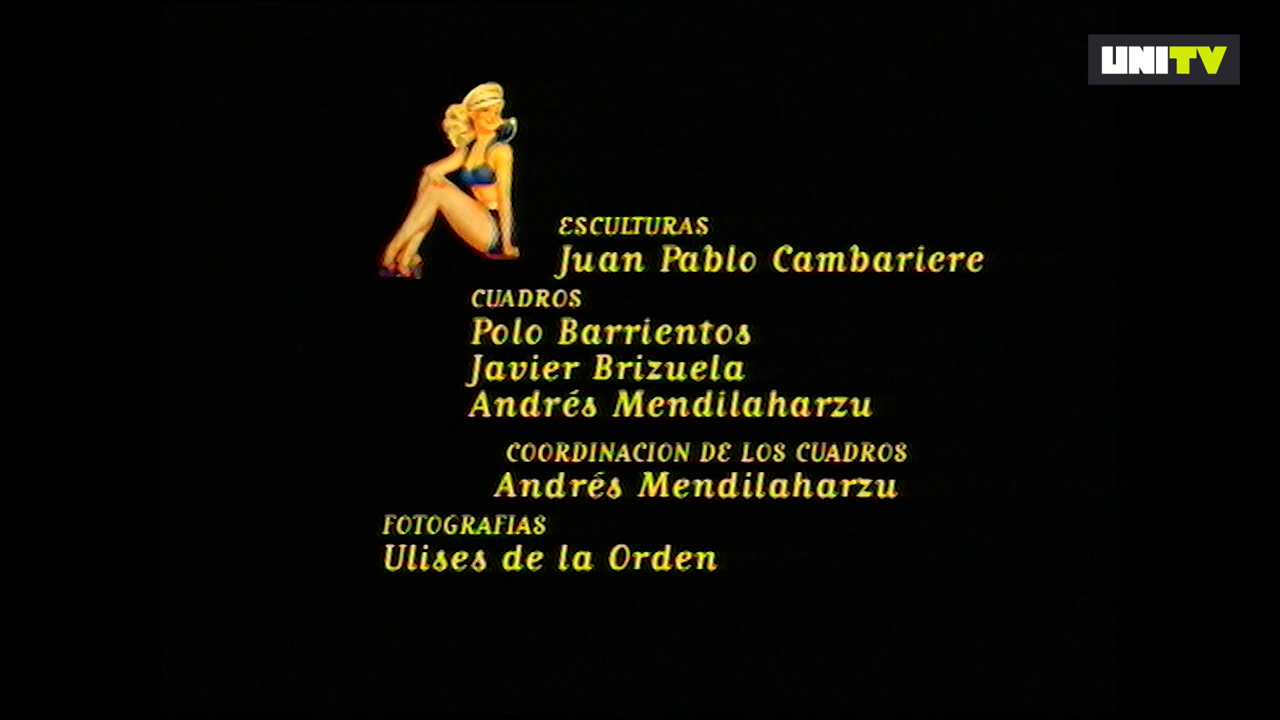 UNITV
ESCULTURAS
Juan Pablo Cambariere
CUADROS
Polo Barrientos
Javier Brizuela
Andrés Mendilaharzu
COORDINACION DE LOS CUADROS
Andrés Mendilaharzu
FOTOGRAFIAS
Ulises de la Orden